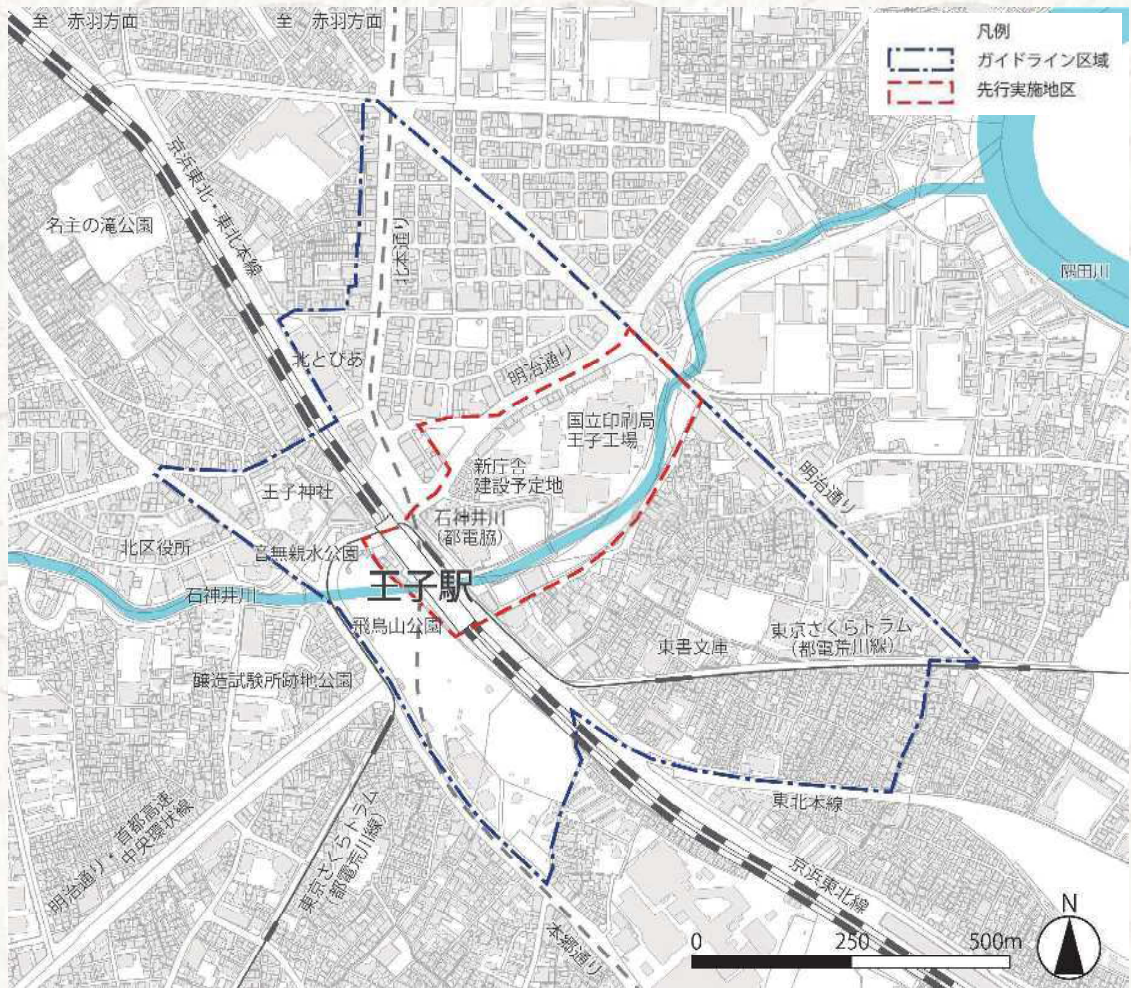 至 赤羽方面
至 赤羽方面
凡例
ガイドライン区域
先行実施地区
京浜東北・東北本線
名主の滝公園
北本通り
隅田川
北とぴあ
明治通り
国立印刷局
王子工場
新庁舎
建設予定地
明治通り
王子神社
石神井川
(都電脇)
北区役所
音無親水公園
王子駅
石神井川
飛鳥山公園
東京さくらトラム
(都電荒川線)
東書文庫
醸造試験所跡地公園
東北本線
明治通り・首都高速
中央環状線
東京さくらトラム
(都電荒川線)
京浜東北線
本郷通り
N
0 250 500m